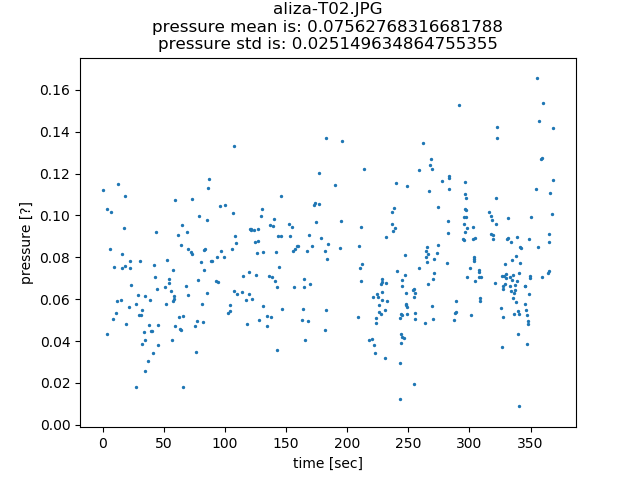 aliza-T02.JPG
pressure mean is: 0.07562768316681788
pressure std is: 0.025149634864755355
0.16
0.14
0.12
0.10
0.08
0.06
0.04
0.02
0.00
pressure [?]
0 50 100 150 200 250 300 350
time [sec]